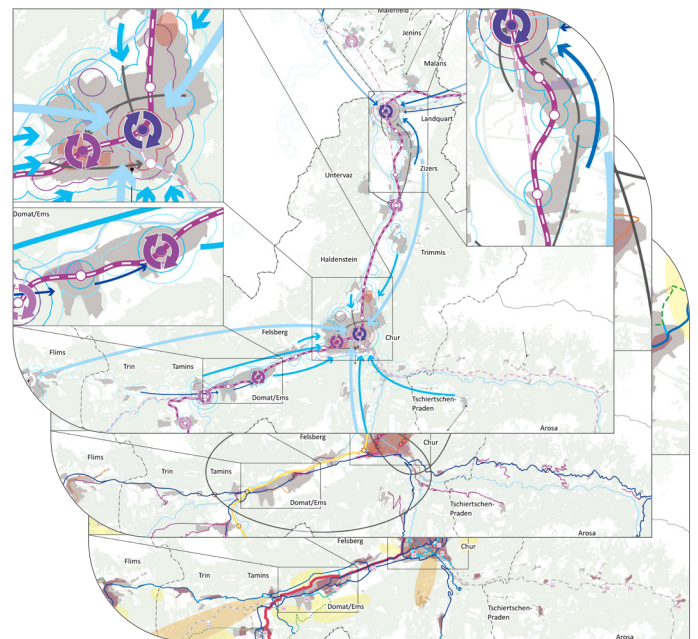 Maienfeld
Jenins
Malans
Landquart
Zizers
Untervaz
Haldenstein
Trimmis
Domat/Ems
Felsberg
Chur
Flims
Trin
Tamins
Domat/Ems
Tschiertschen-
Praden
Arosa
Felsberg
Chur
Flims
Trin
Tamins
Domat/Ems
Tschiertschen-
Praden
Arosa
Felsberg
Chur
Flims
Trin
Tamins
Domat/Ems
Tschiertschen-
Praden
Arosa